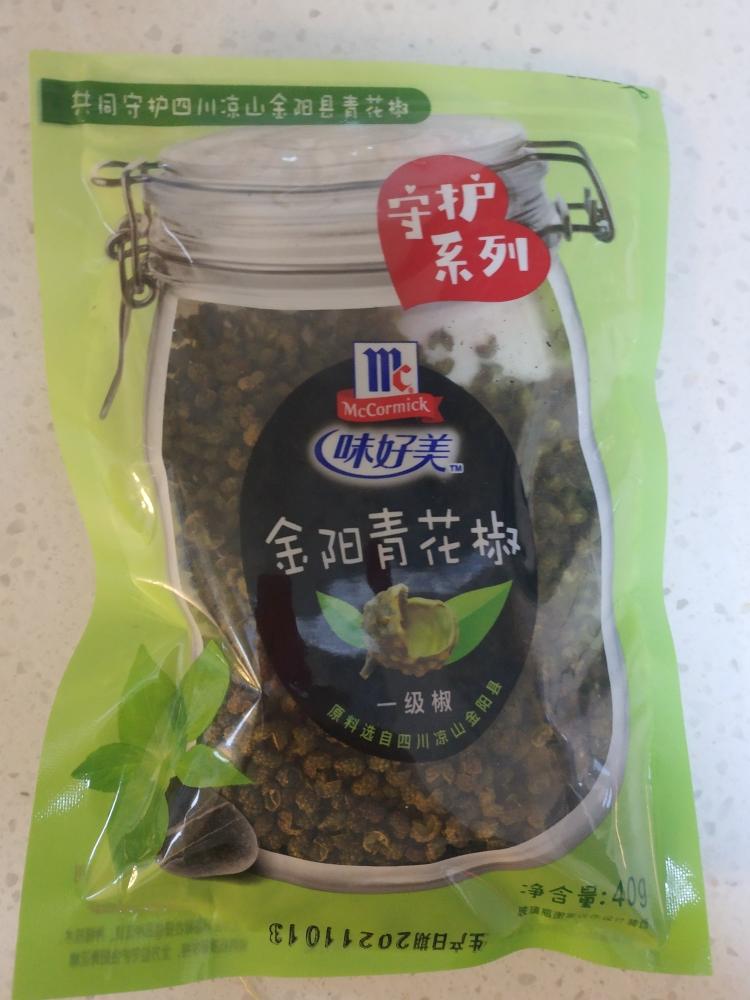 共同守护四川凉山金阳县青花椒
守护
系列
Mc
McCormick
味好美TM
金阳青花椒
一级椒
原料选自四川凉山金阳县
净含量:40g
生产日期20211013